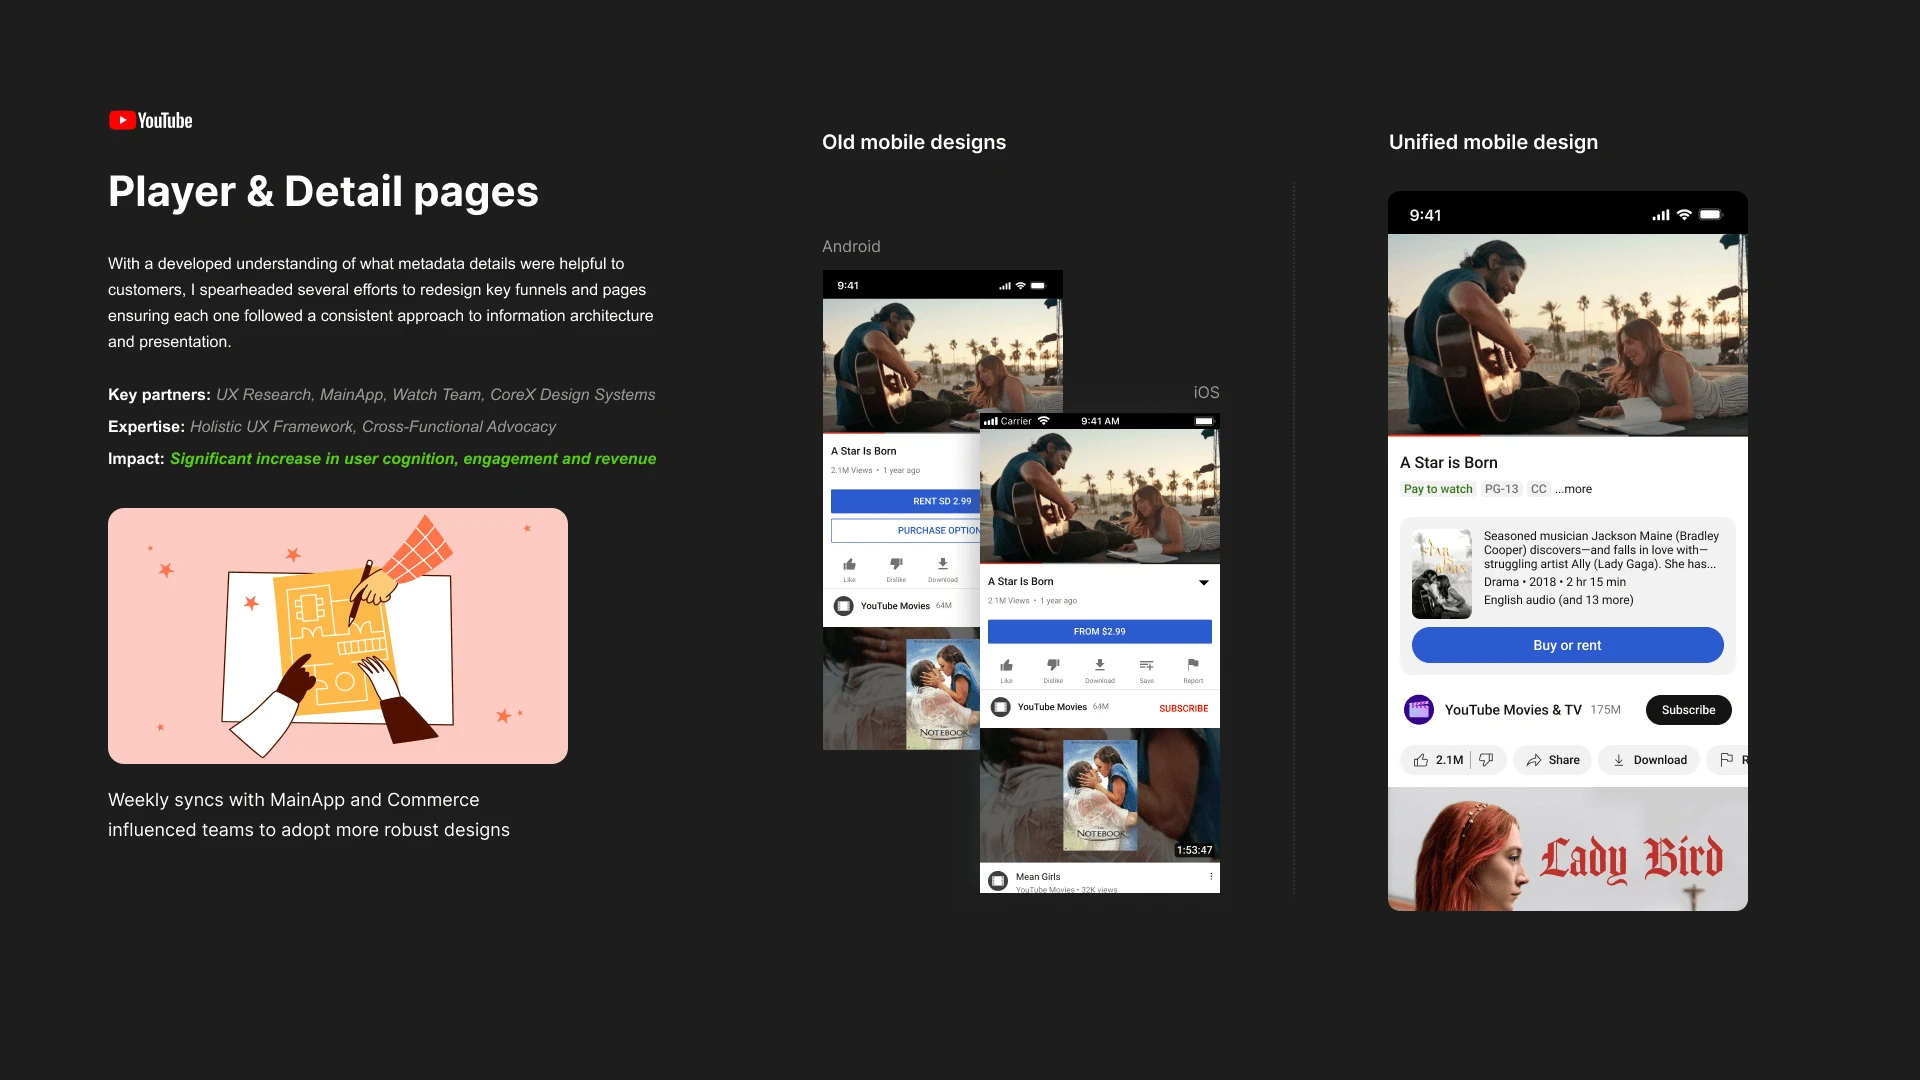 YouTube
Player & Detail pages
With a developed understanding of what metadata details were helpful to
customers, I spearheaded several efforts to redesign key funnels and pages
ensuring each one followed a consistent approach to information architecture
and presentation.
Key partners: UX Research, MainApp, Watch Team, CoreX Design Systems
Expertise: Holistic UX Framework, Cross-Functional Advocacy
Impact: Significant increase in user cognition, engagement and revenue
Weekly syncs with MainApp and Commerce
influenced teams to adopt more robust designs
Old mobile designs
Android
9:41
A Star Is Born
2.1M Views • 1 year ago
RENT SD 2.99
PURCHASE OPTION
Like Dislike Download
YouTube Movies 64M
NOTEBOOK
iOS
Carrier 9:41 AM
A Star Is Born
2.1M Views • 1 year ago
FROM $2.99
Like Dislike Download Save Report
YouTube Movies 64M SUBSCRIBE
NOTEBOOK
1:53:47
Mean Girls
YouTube Movies • 32K views
Unified mobile design
9:41
A Star is Born
Pay to watch PG-13 CC ...more
A STAR IS BORN
Seasoned musician Jackson Maine (Bradley
Cooper) discovers—and falls in love with—
struggling artist Ally (Lady Gaga). She has...
Drama • 2018 • 2 hr 15 min
English audio (and 13 more)
Buy or rent
YouTube Movies & TV 175M Subscribe
2.1M Share Download R
Lady Bird